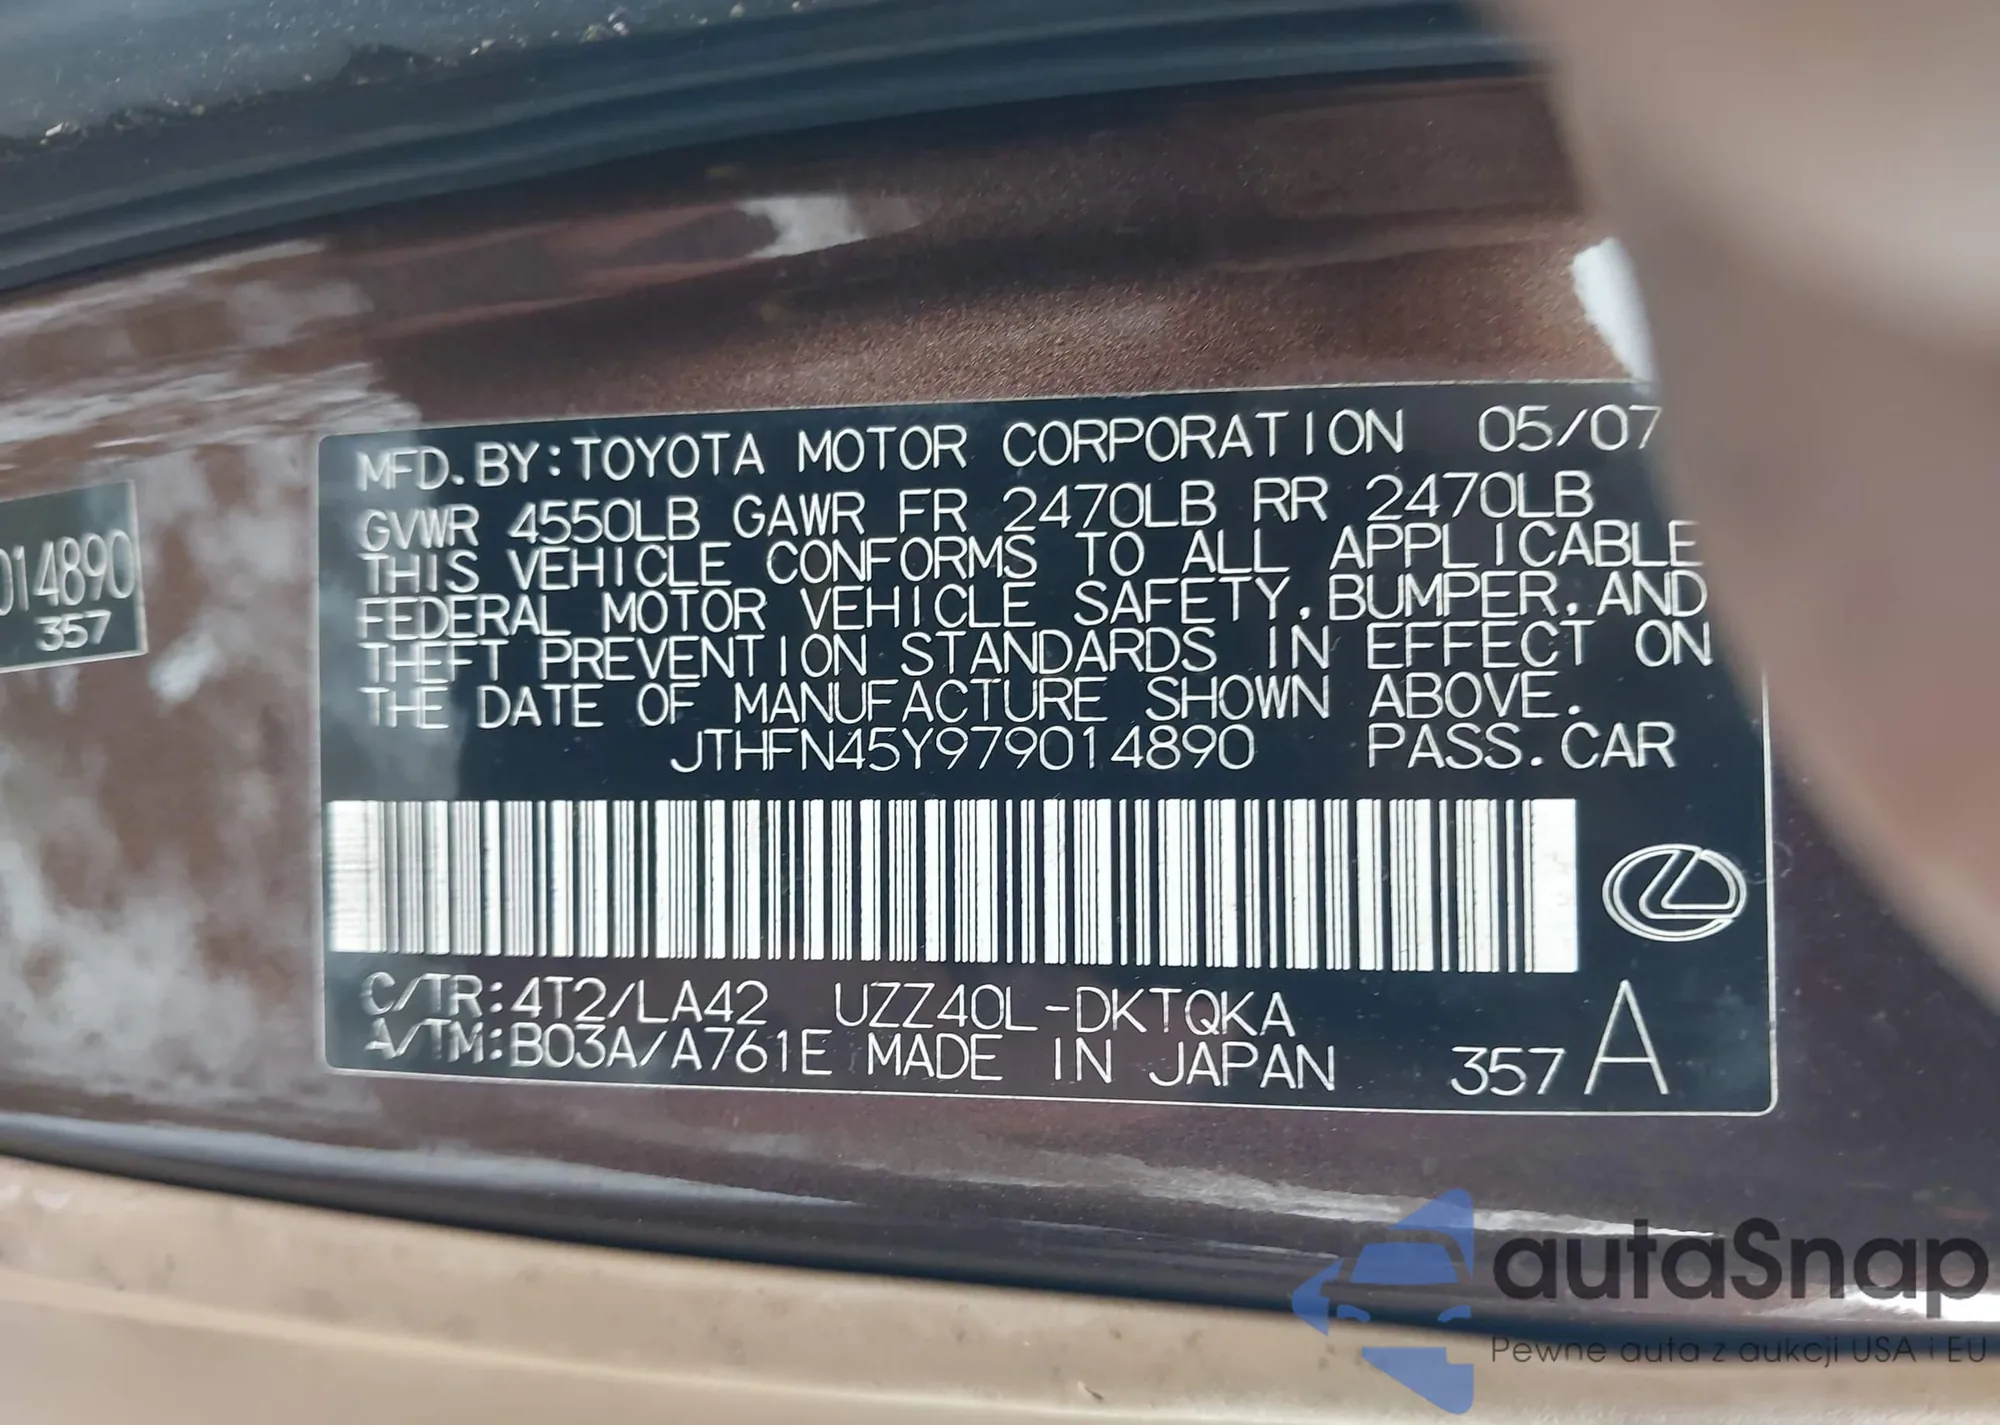 MFD. BY: TOYOTA MOTOR CORPORATION 05/07
GVWR 4550LB GAWR FR 2470LB RR 2470LB
THIS VEHICLE CONFORMS TO ALL APPLICABLE
FEDERAL MOTOR VEHICLE SAFETY, BUMPER, AND
THEFT PREVENTION STANDARDS IN EFFECT ON
THE DATE OF MANUFACTURE SHOWN ABOVE.
JTHFN45Y979014890 PASS. CAR
C/TR: 4T2/LA42 UZZ40L-DKTQKA
A/TM: B03A/A761E MADE IN JAPAN 357 A
014890
357
autaSnap
Pewne auta z aukcji USA i EU